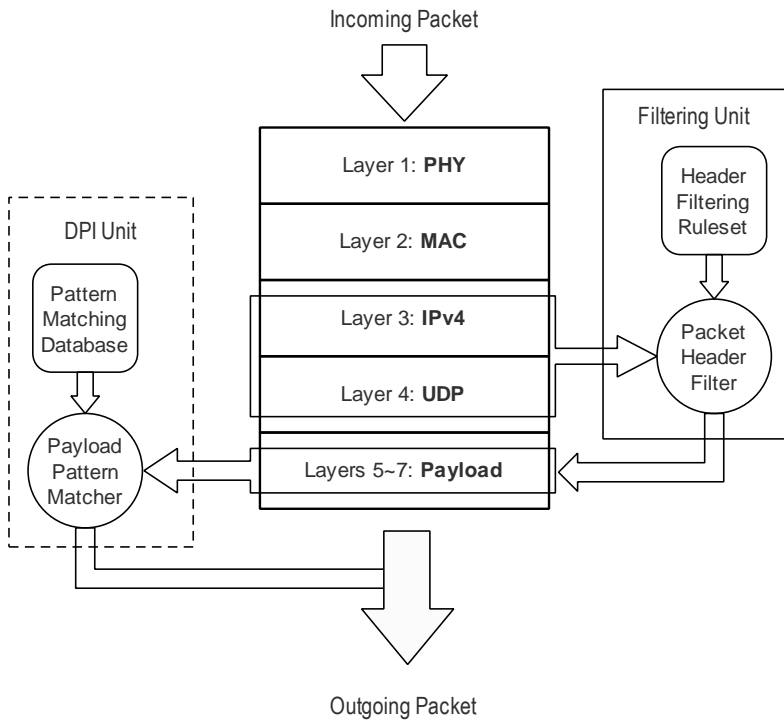 Incoming Packet
Layer 1: PHY
Layer 2: MAC
Layer 3: IPv4
Layer 4: UDP
Layers 5~7: Payload
Filtering Unit
Header
Filtering
Ruleset
Packet
Header
Filter
DPI Unit
Pattern
Matching
Database
Payload
Pattern
Matcher
Outgoing Packet